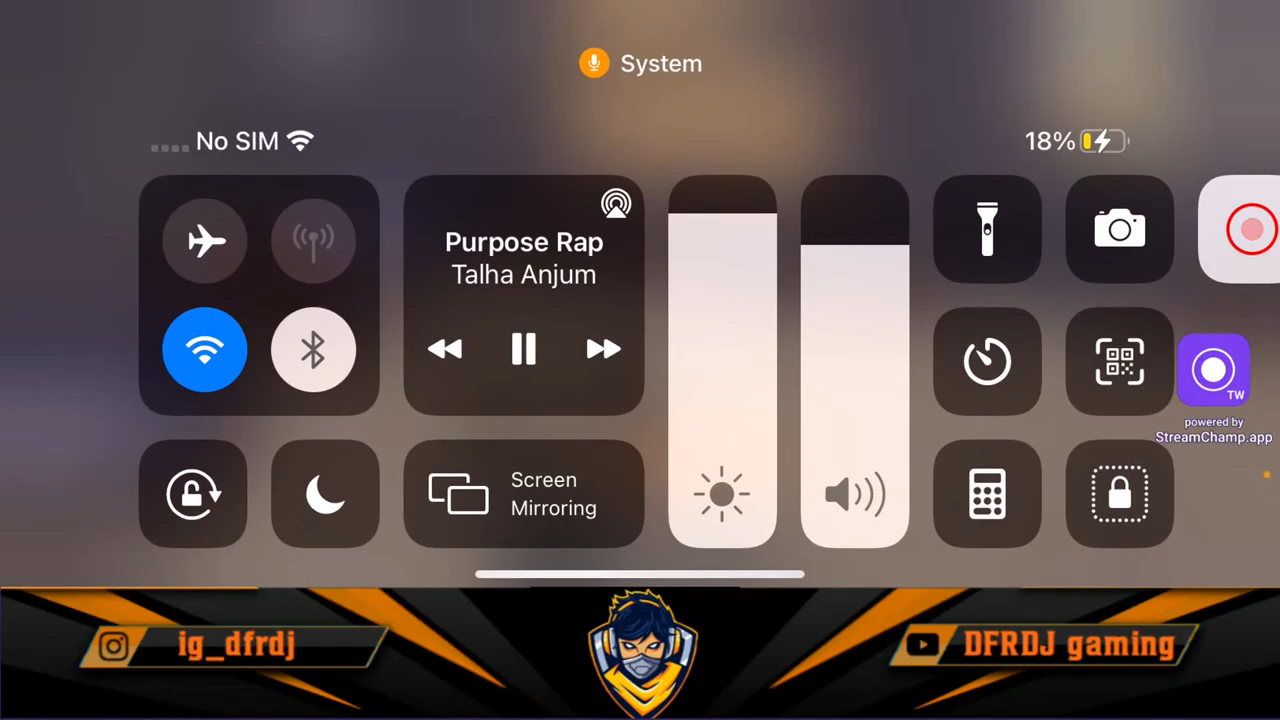 System
No SIM
18%
Purpose Rap
Talha Anjum
TW
powered by
StreamChamp.app
Screen
Mirroring
ig_dfrdj
DFRDJ gaming